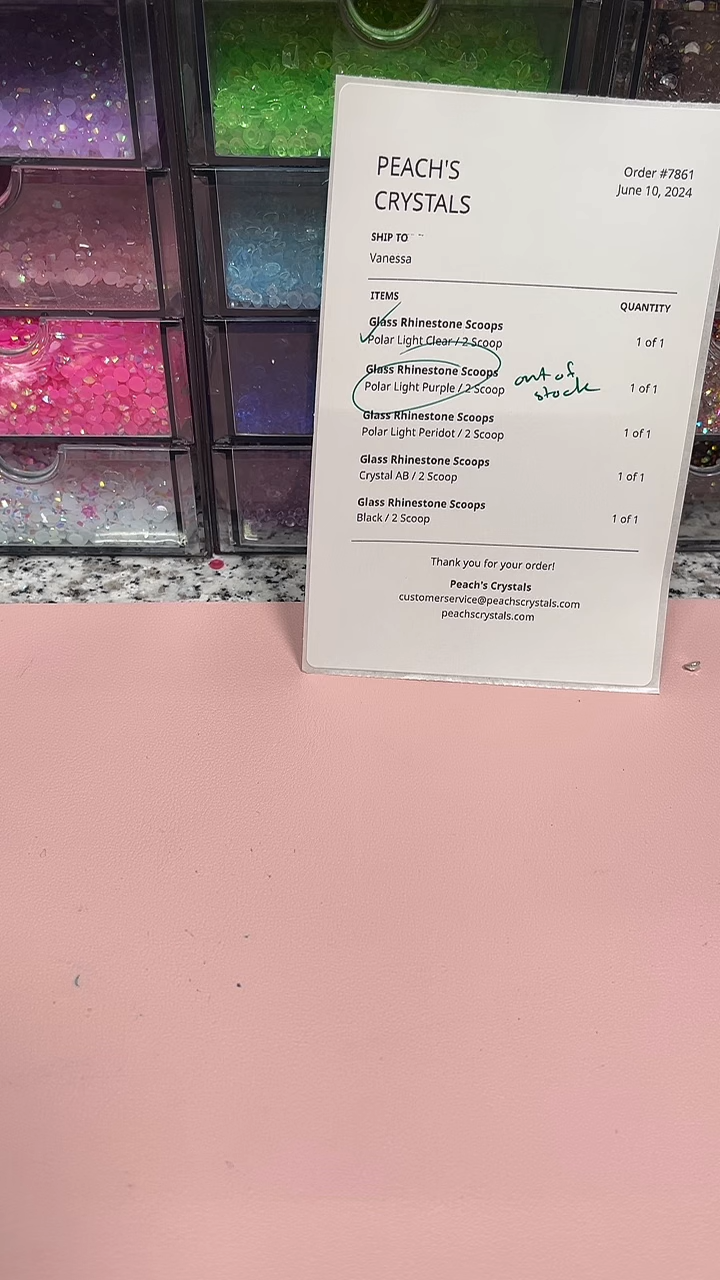 PEACH'S
CRYSTALS
Order #7861
June 10, 2024
SHIP TO
Vanessa
ITEMS
QUANTITY
Glass Rhinestone Scoops
Polar Light Clear / 2 Scoop
1 of 1
Glass Rhinestone Scoops
Polar Light Purple / 2 Scoop
out of
stock
1 of 1
Glass Rhinestone Scoops
Polar Light Peridot / 2 Scoop
1 of 1
Glass Rhinestone Scoops
Crystal AB / 2 Scoop
1 of 1
Glass Rhinestone Scoops
Black / 2 Scoop
1 of 1
Thank you for your order!
Peach's Crystals
customerservice@peachscrystals.com
peachscrystals.com